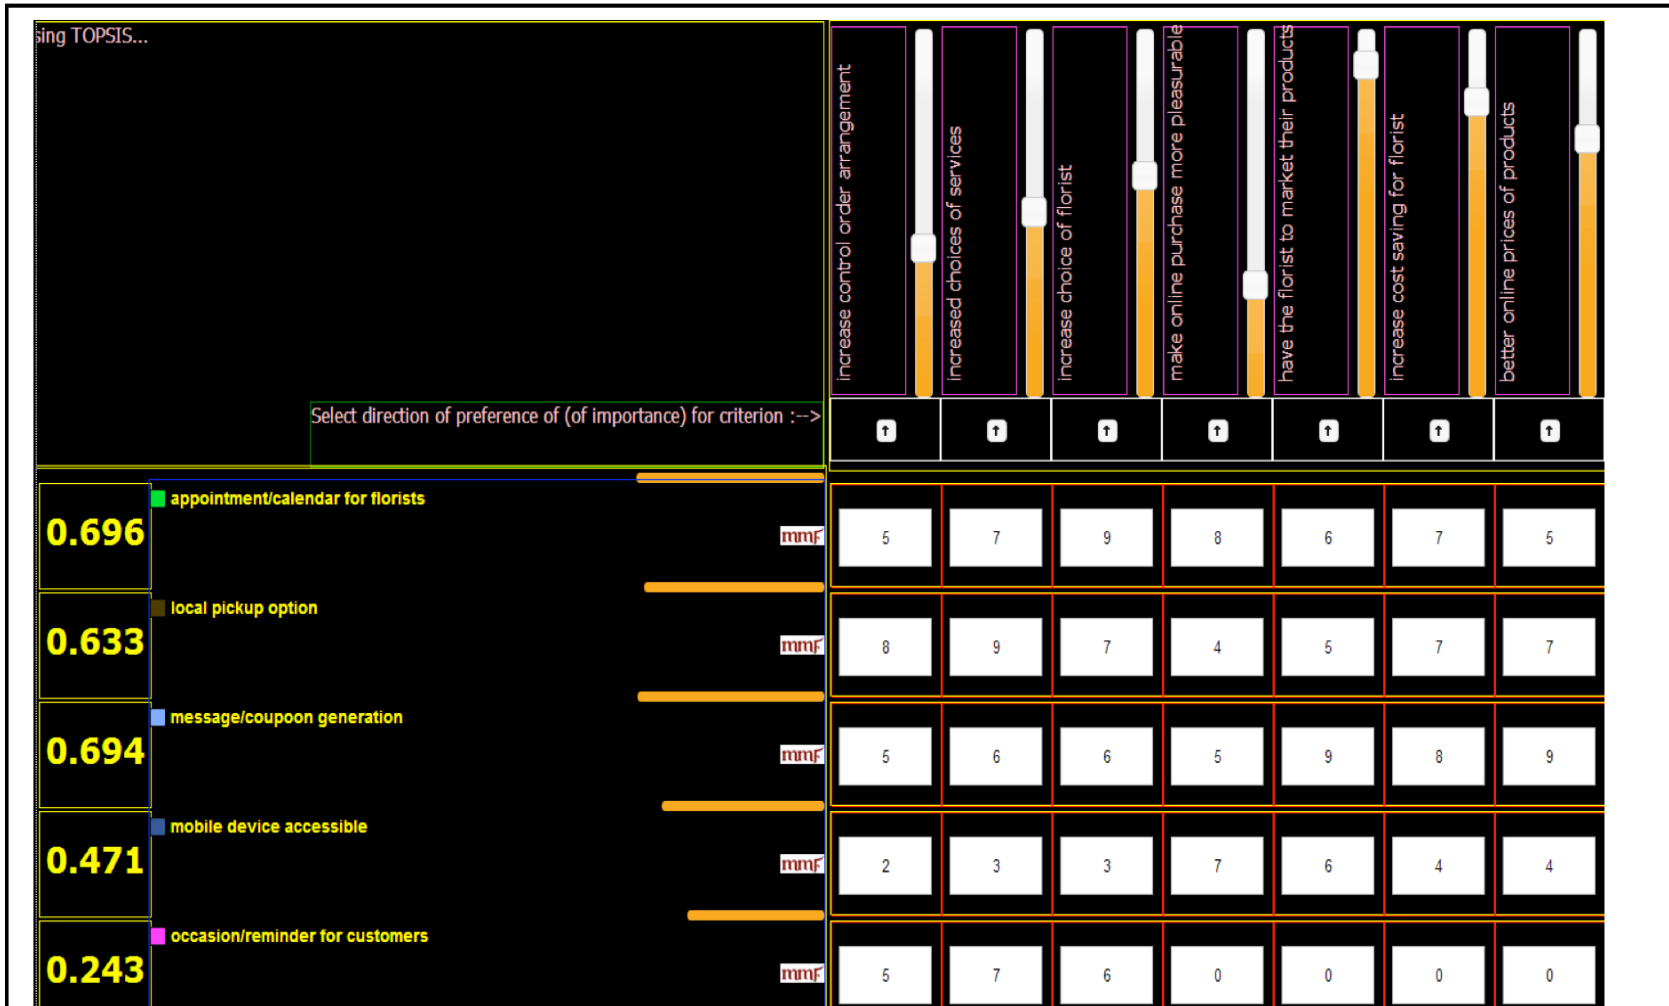 sing TOPSIS...
increase control order arrangement
increased choices of services
increase choice of florist
make online purchase more pleasurable
have the florist to market their products
increase cost saving for florist
better online prices of products
Select direction of preference of (of importance) for criterion :-->
↑ ↑ ↑ ↑ ↑ ↑ ↑
appointment/calendar for florists
0.696 mmF 5 7 9 8 6 7 5
local pickup option
0.633 mmF 8 9 7 4 5 7 7
message/coupoon generation
0.694 mmF 5 6 6 5 9 8 9
mobile device accessible
0.471 mmF 2 3 3 7 6 4 4
occasion/reminder for customers
0.243 mmF 5 7 6 0 0 0 0